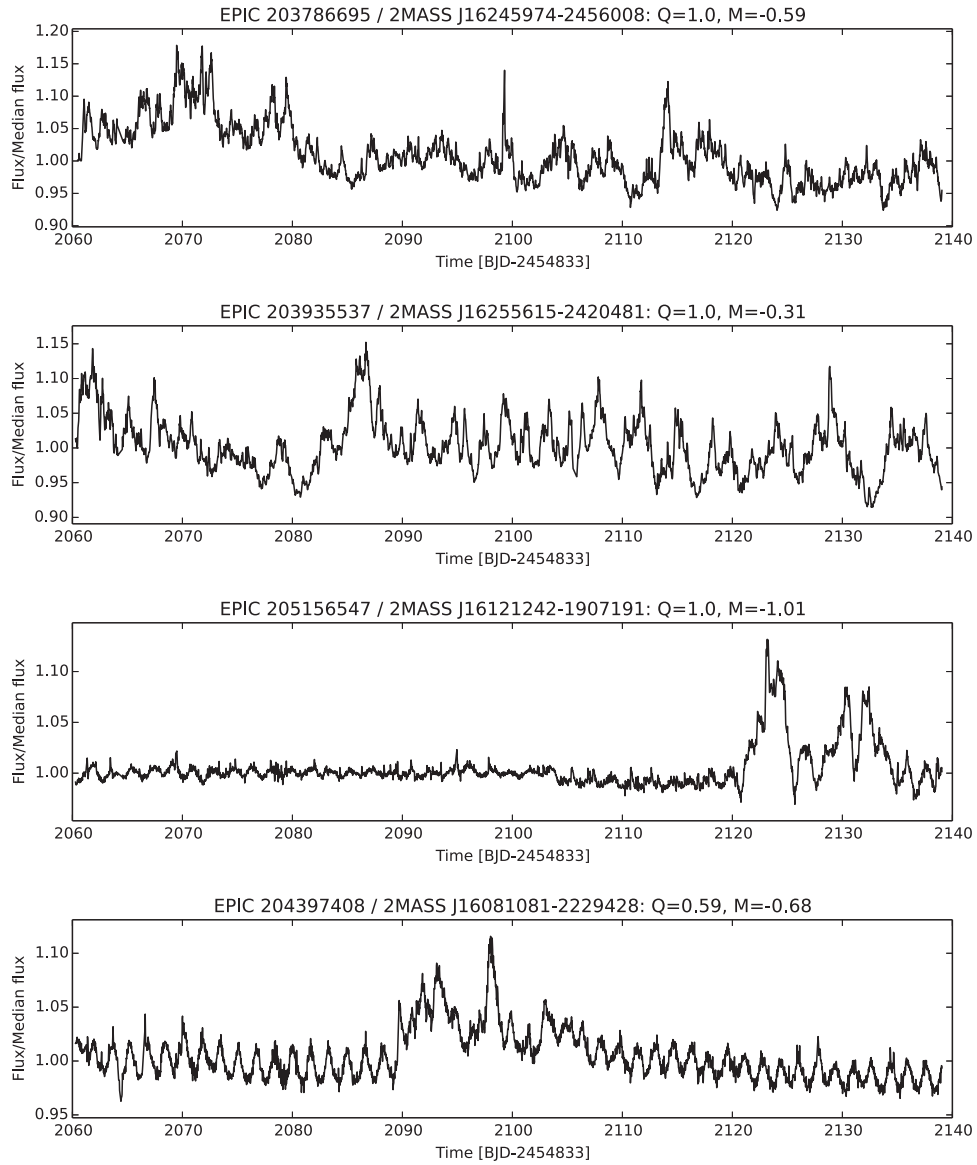 EPIC 203786695 / 2MASS J16245974-2456008: Q=1.0, M=-0.59
1.20
1.15
1.10
1.05
1.00
0.95
0.90
Flux/Median flux
2060 2070 2080 2090 2100 2110 2120 2130 2140
Time [BJD-2454833]
EPIC 203935537 / 2MASS J16255615-2420481: Q=1.0, M=-0.31
1.15
1.10
1.05
1.00
0.95
0.90
Flux/Median flux
2060 2070 2080 2090 2100 2110 2120 2130 2140
Time [BJD-2454833]
EPIC 205156547 / 2MASS J16121242-1907191: Q=1.0, M=-1.01
1.10
1.05
1.00
Flux/Median flux
2060 2070 2080 2090 2100 2110 2120 2130 2140
Time [BJD-2454833]
EPIC 204397408 / 2MASS J16081081-2229428: Q=0.59, M=-0.68
1.10
1.05
1.00
0.95
Flux/Median flux
2060 2070 2080 2090 2100 2110 2120 2130 2140
Time [BJD-2454833]